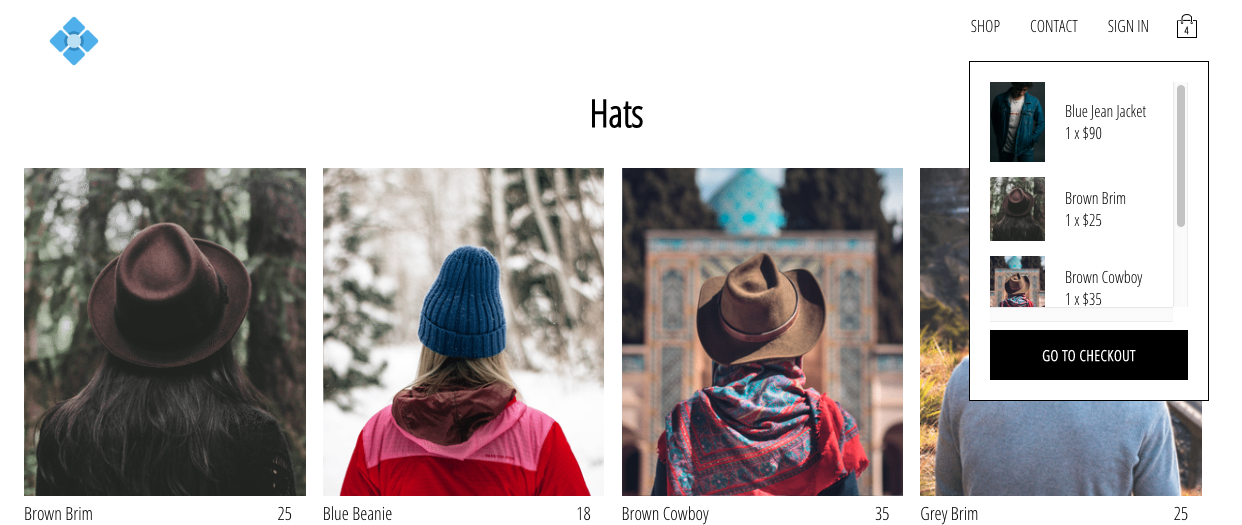 SHOP CONTACT SIGN IN 4
Hats
Blue Jean Jacket
1 x $90
Brown Brim
1 x $25
Brown Cowboy
1 x $35
GO TO CHECKOUT
Brown Brim 25
Blue Beanie 18
Brown Cowboy 35
Grey Brim 25